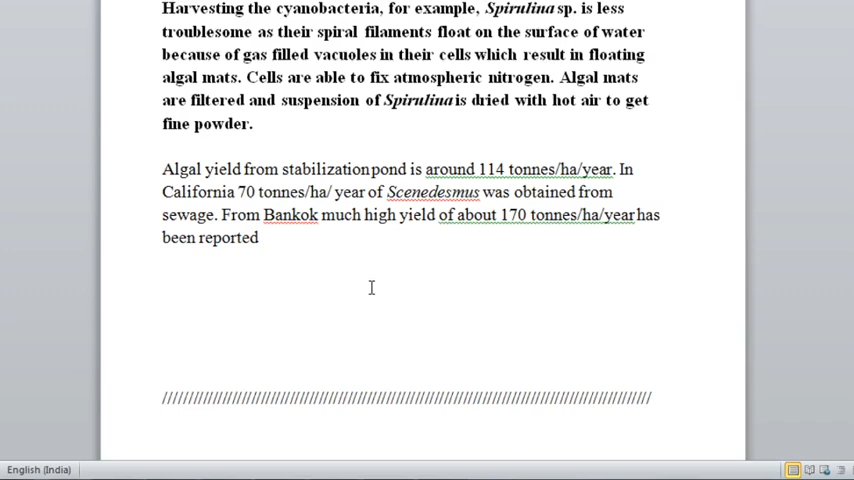 Harvesting the cyanobacteria, for example, Spirulina sp. is less
troublesome as their spiral filaments float on the surface of water
because of gas filled vacuoles in their cells which result in floating
algal mats. Cells are able to fix atmospheric nitrogen. Algal mats
are filtered and suspension of Spirulina is dried with hot air to get
fine powder.
Algal yield from stabilization pond is around 114 tonnes/ha/year. In
California 70 tonnes/ha/ year of Scenedesmus was obtained from
sewage. From Bankok much high yield of about 170 tonnes/ha/year has
been reported
////////////////////////////////////////////////////////////////////////////////////////////////
English (India)